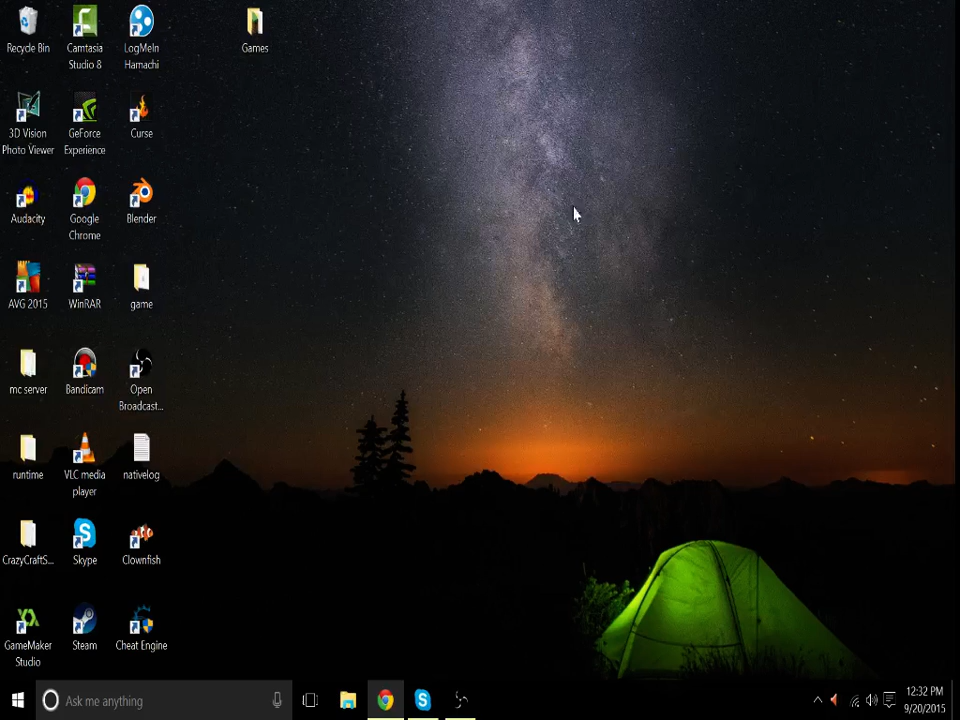 Recycle Bin
Camtasia
Studio 8
LogMeIn
Hamachi
Games
3D Vision
Photo Viewer
GeForce
Experience
Curse
Audacity
Google
Chrome
Blender
AVG 2015
WinRAR
game
mc server
Bandicam
Open
Broadcast...
runtime
VLC media
player
nativelog
CrazyCraftS...
Skype
Clownfish
GameMaker
Studio
Steam
Cheat Engine
Ask me anything
12:32 PM
9/20/2015